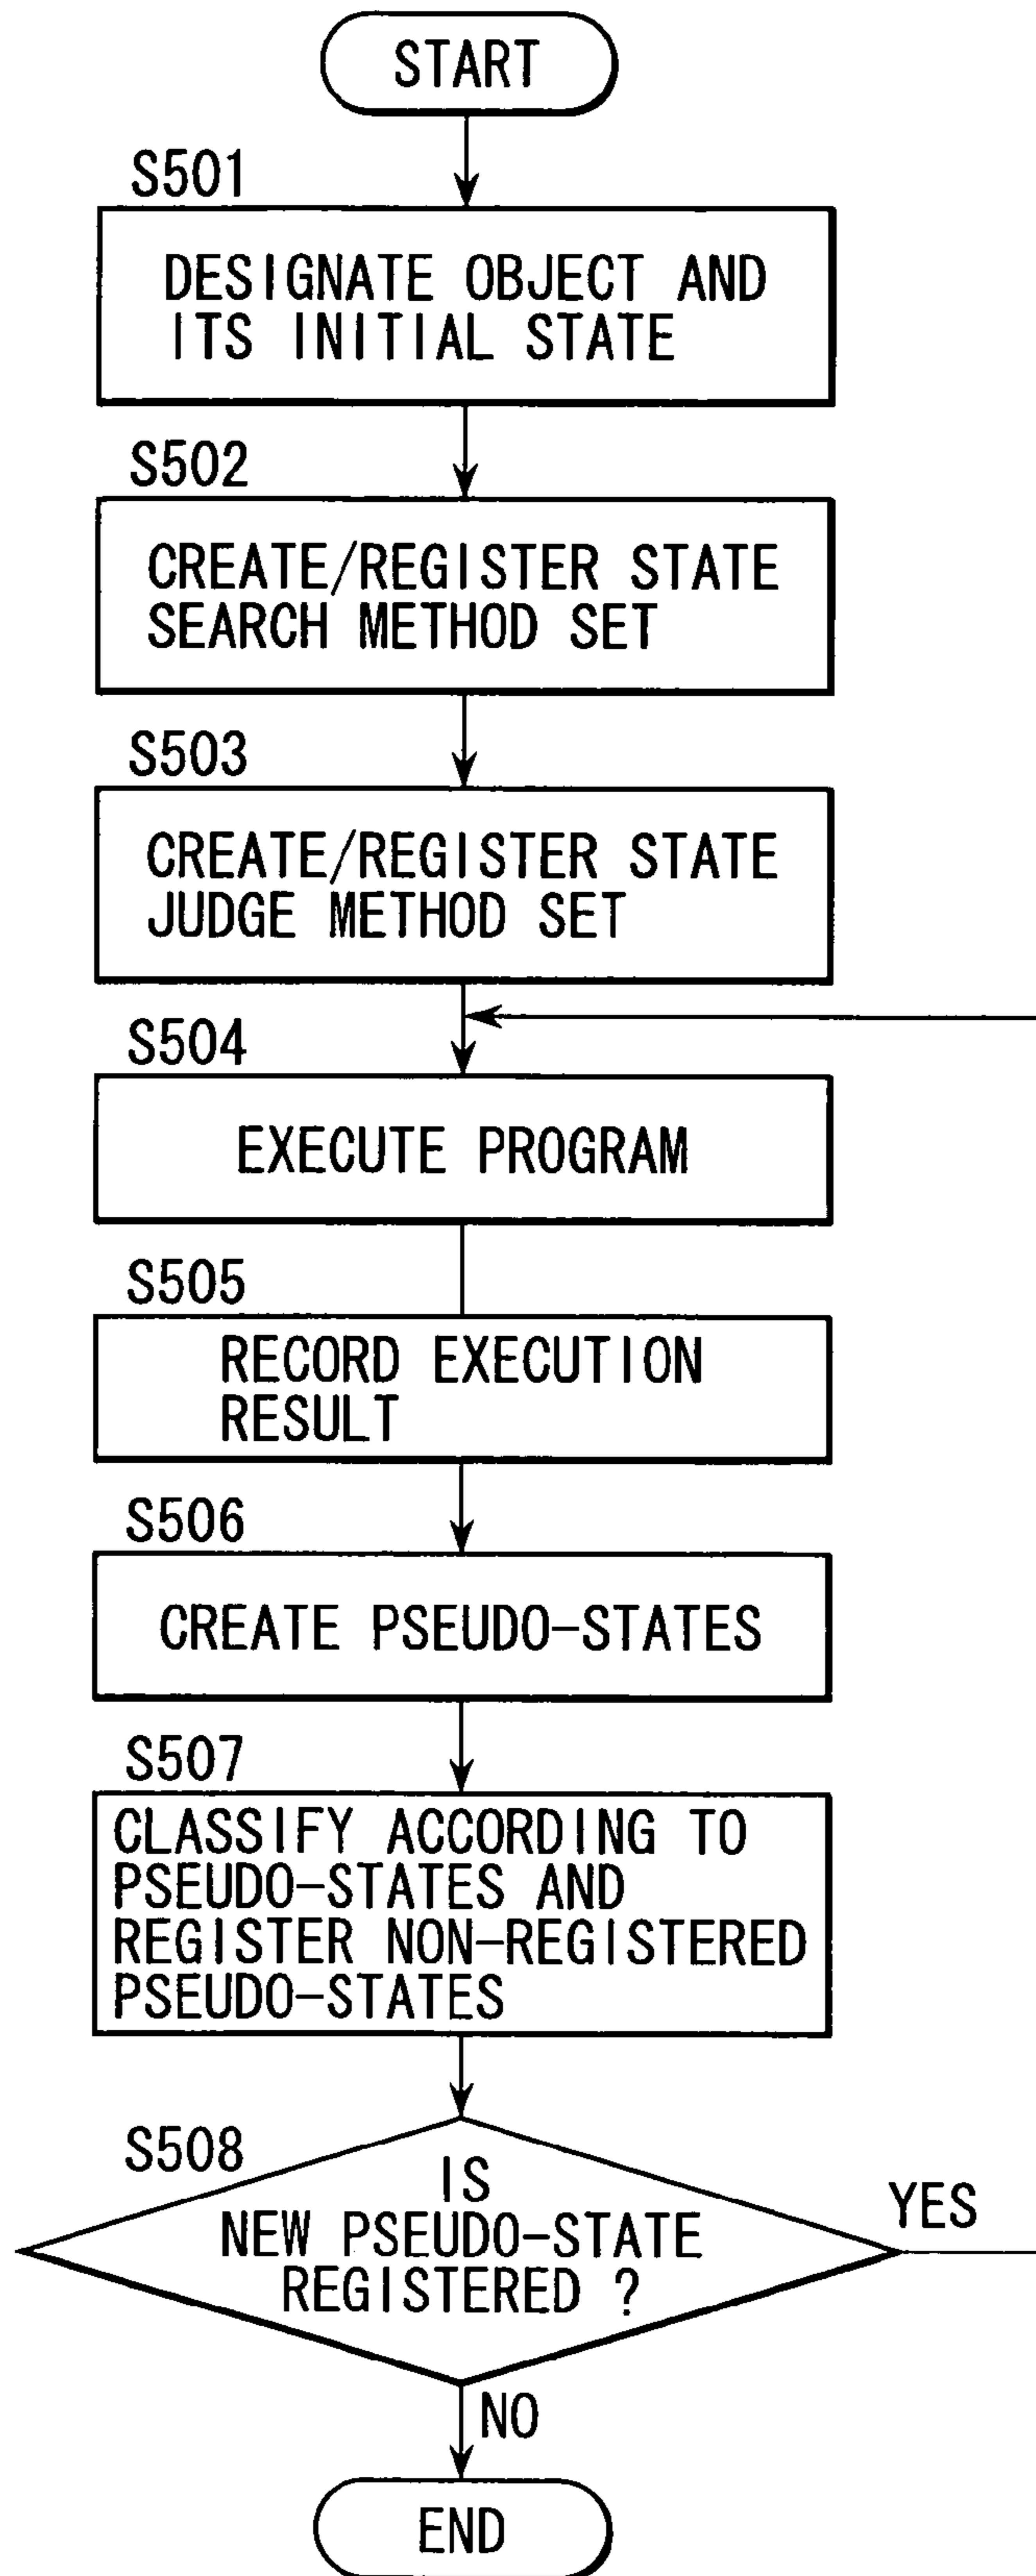 START
S501
DESIGNATE OBJECT AND
ITS INITIAL STATE
S502
CREATE/REGISTER STATE
SEARCH METHOD SET
S503
CREATE/REGISTER STATE
JUDGE METHOD SET
S504
EXECUTE PROGRAM
S505
RECORD EXECUTION
RESULT
S506
CREATE PSEUDO-STATES
S507
CLASSIFY ACCORDING TO
PSEUDO-STATES AND
REGISTER NON-REGISTERED
PSEUDO-STATES
S508
IS
NEW PSEUDO-STATE
REGISTERED ?
YES
NO
END